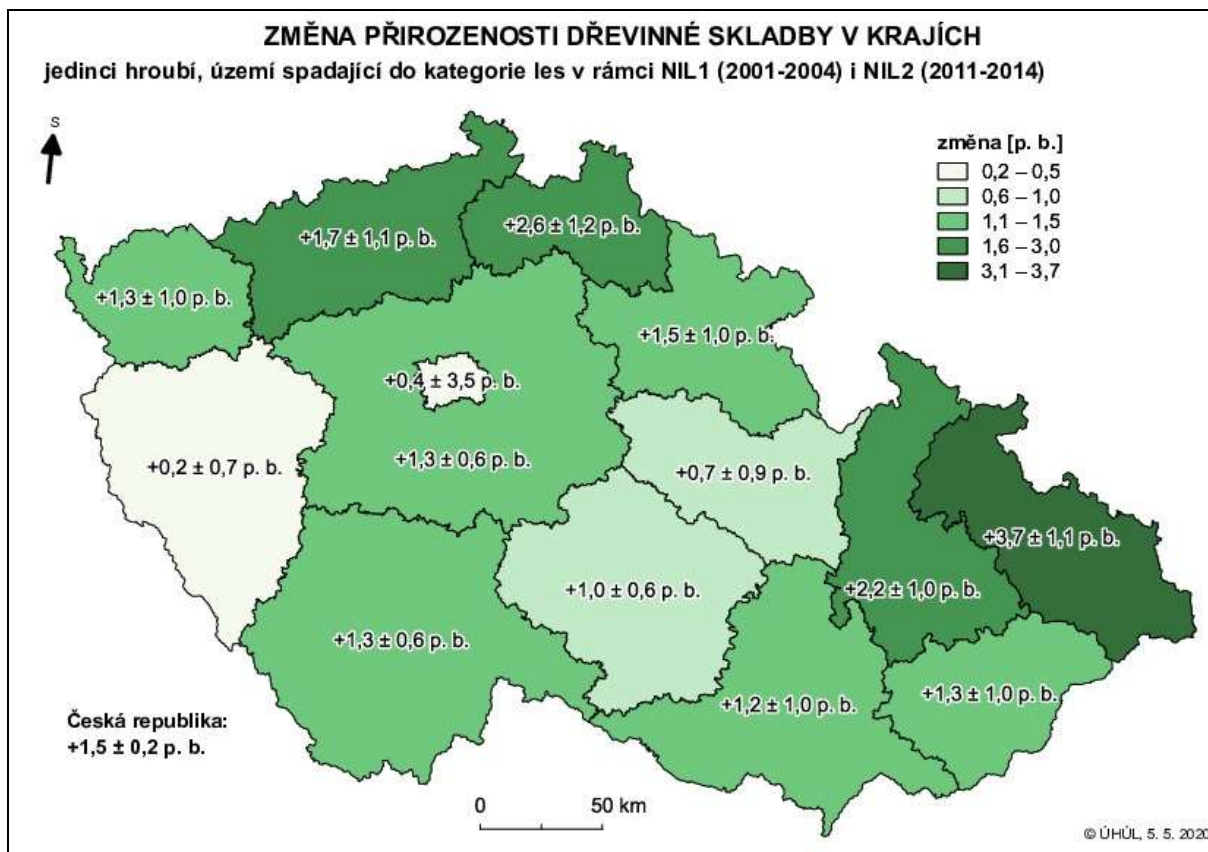 ZMĚNA PŘIROZENOSTI DŘEVINNÉ SKLADBY V KRAJÍCH
jedinci hroubí, území spadající do kategorie les v rámci NIL1 (2001-2004) i NIL2 (2011-2014)
S
změna [p. b.]
0,2 – 0,5
0,6 – 1,0
1,1 – 1,5
1,6 – 3,0
3,1 – 3,7
+1,7 ± 1,1 p. b.
+2,6 ± 1,2 p. b.
+1,3 ± 1,0 p. b.
+1,5 ± 1,0 p. b.
+0,4 ± 3,5 p. b.
+0,2 ± 0,7 p. b.
+1,3 ± 0,6 p. b.
+0,7 ± 0,9 p. b.
+3,7 ± 1,1 p. b.
+1,0 ± 0,6 p. b.
+2,2 ± 1,0 p. b.
+1,3 ± 0,6 p. b.
+1,2 ± 1,0 p. b.
+1,3 ± 1,0 p. b.
Česká republika:
+1,5 ± 0,2 p. b.
0 50 km
© ÚHÚL, 5. 5. 2020